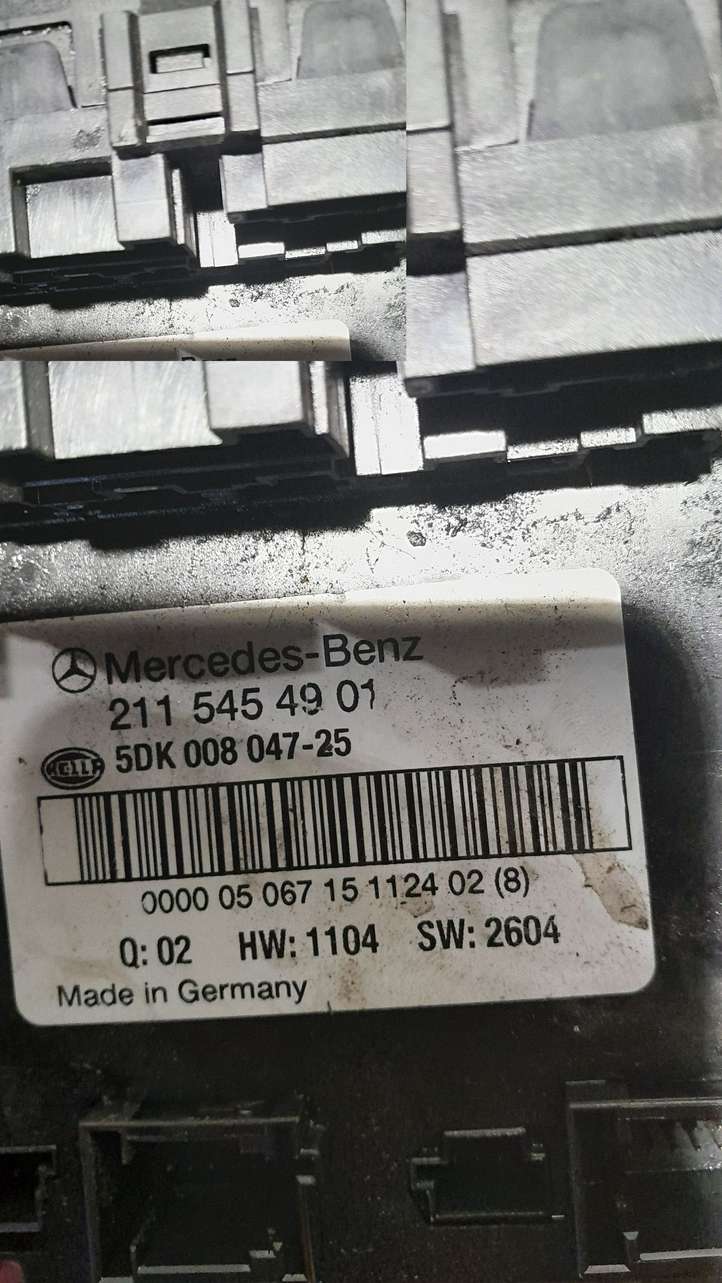 Mercedes-Benz
211 545 49 01
HELLA 5DK 008 047-25
0000 05 067 15 1124 02 (8)
Q: 02 HW: 1104 SW: 2604
Made in Germany